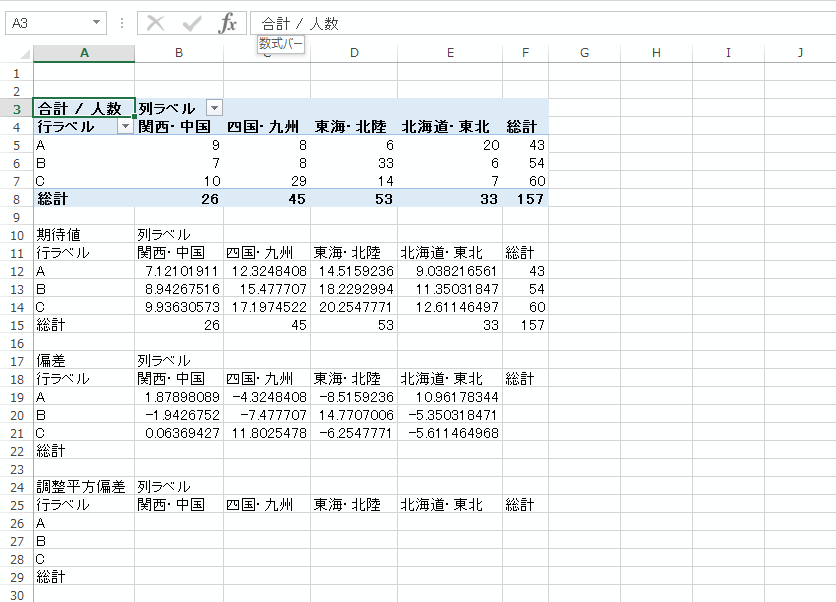 A3 fx 合計 / 人数
数式バー
A B C D E F G H I J
1
2
3 合計 / 人数 列ラベル
4 行ラベル 関西・中国 四国・九州 東海・北陸 北海道・東北 総計
5 A 9 8 6 20 43
6 B 7 8 33 6 54
7 C 10 29 14 7 60
8 総計 26 45 53 33 157
9
10 期待値 列ラベル
11 行ラベル 関西・中国 四国・九州 東海・北陸 北海道・東北 総計
12 A 7.12101911 12.3248408 14.5159236 9.038216561 43
13 B 8.94267516 15.477707 18.2292994 11.35031847 54
14 C 9.93630573 17.1974522 20.2547771 12.61146497 60
15 総計 26 45 53 33 157
16
17 偏差 列ラベル
18 行ラベル 関西・中国 四国・九州 東海・北陸 北海道・東北 総計
19 A 1.87898089 -4.3248408 -8.5159236 10.96178344
20 B -1.9426752 -7.477707 14.7707006 -5.350318471
21 C 0.06369427 11.8025478 -6.2547771 -5.611464968
22 総計
23
24 調整平方偏差 列ラベル
25 行ラベル 関西・中国 四国・九州 東海・北陸 北海道・東北 総計
26 A
27 B
28 C
29 総計
30